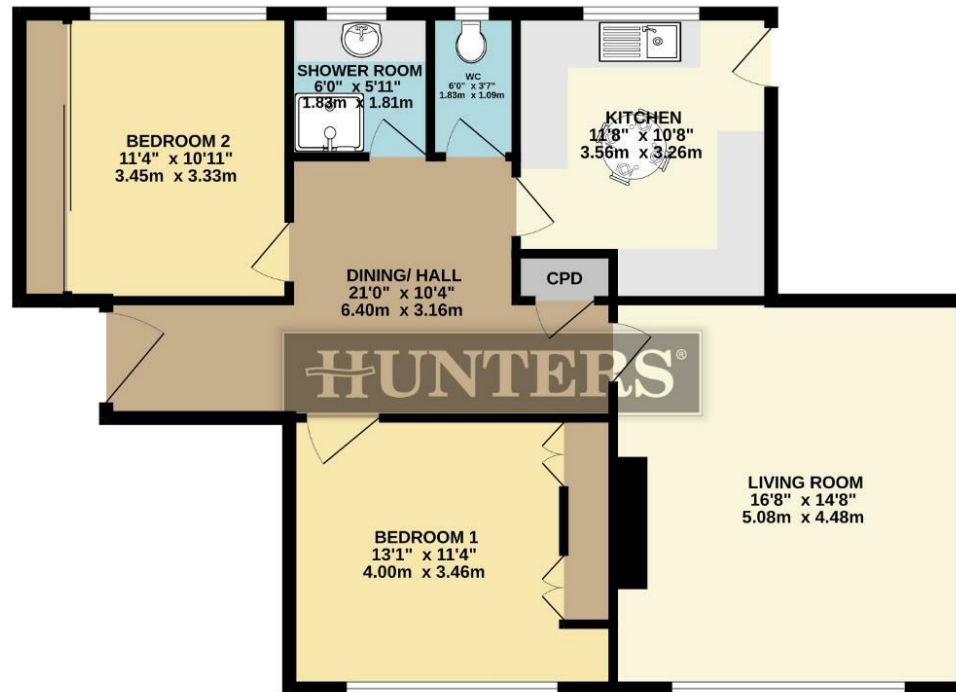 SHOWER ROOM
6'0" x 5'11"
1.83m x 1.81m
WC
6'0" x 3'7"
1.83m x 1.09m
KITCHEN
11'8" x 10'8"
3.56m x 3.26m
BEDROOM 2
11'4" x 10'11"
3.45m x 3.33m
DINING/ HALL
21'0" x 10'4"
6.40m x 3.16m
CPD
HUNTERS®
LIVING ROOM
16'8" x 14'8"
5.08m x 4.48m
BEDROOM 1
13'1" x 11'4"
4.00m x 3.46m